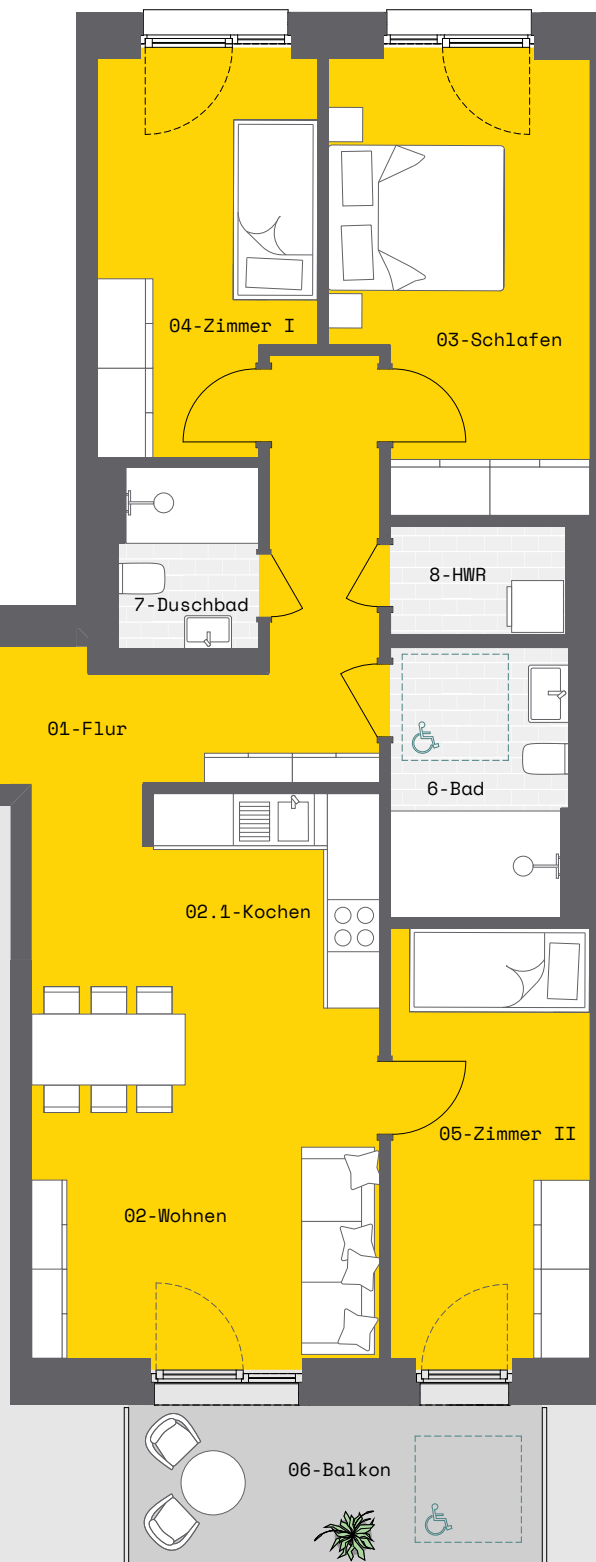 04-Zimmer I
03-Schlafen
8-HWR
7-Duschbad
01-Flur
6-Bad
02.1-Kochen
05-Zimmer II
02-Wohnen
06-Balkon